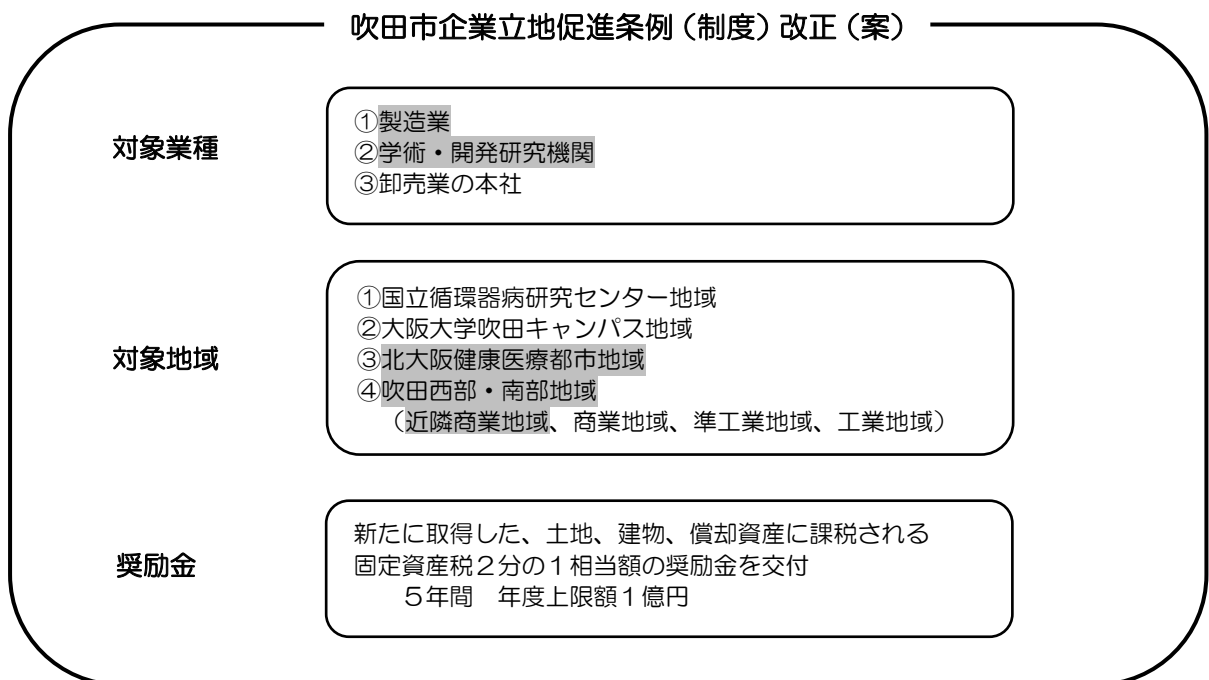 吹田市企業立地促進条例（制度）改正（案）
対象業種
①製造業
②学術・開発研究機関
③卸売業の本社
対象地域
①国立循環器病研究センター地域
②大阪大学吹田キャンパス地域
③北大阪健康医療都市地域
④吹田西部・南部地域
（近隣商業地域、商業地域、準工業地域、工業地域）
奨励金
新たに取得した、土地、建物、償却資産に課税される
固定資産税２分の１相当額の奨励金を交付
５年間　年度上限額１億円